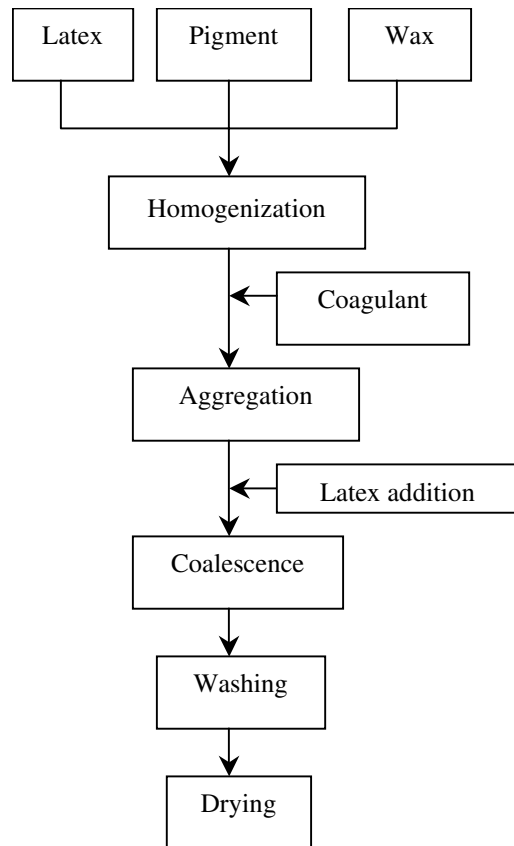 Latex
Pigment
Wax
Homogenization
Coagulant
Aggregation
Latex addition
Coalescence
Washing
Drying